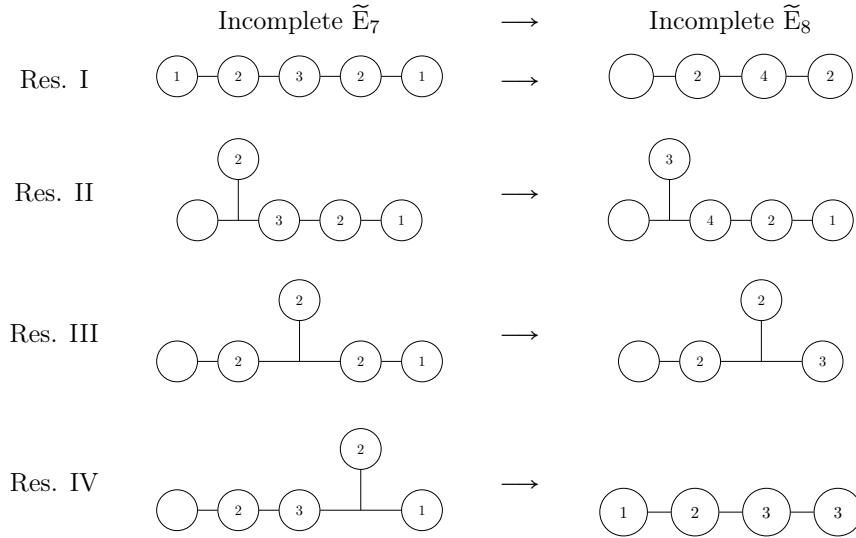 Incomplete Ẽ₇ ⟶ Incomplete Ẽ₈
Res. I 1 2 3 2 1 ⟶ 2 4 2
2 3
Res. II 3 2 1 ⟶ 4 2 1
2 2
Res. III 2 2 1 ⟶ 2 3
2
Res. IV 2 3 1 ⟶ 1 2 3 3